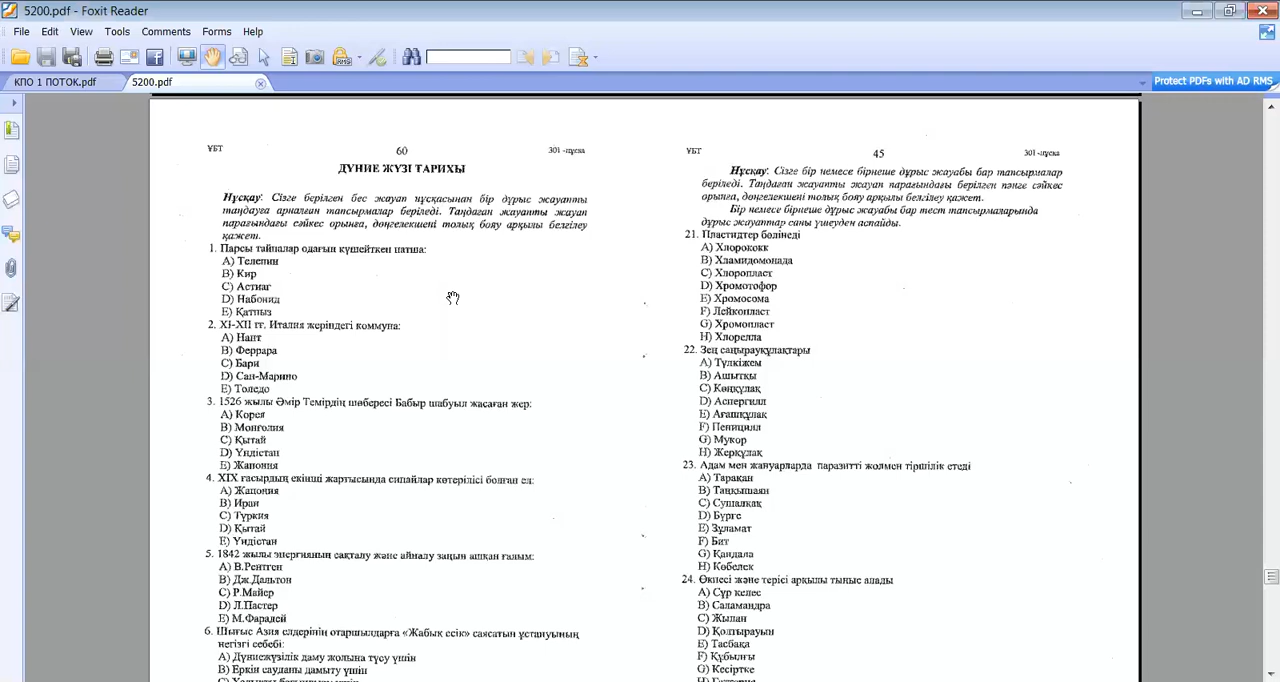 5200.pdf - Foxit Reader
File Edit View Tools Comments Forms Help
КПО 1 ПОТОК.pdf
5200.pdf
Protect PDFs with AD RMS
ҰБТ 60 301-нұсқа
ДҮНИЕ ЖҮЗІ ТАРИХЫ
Нұсқау: Сізге берілген бес жауап нұсқасынан бір дұрыс жауапты
таңдауға арналған тапсырмалар беріледі. Таңдаған жауапты жауап
парағындағы сәйкес орынға, дөңгелекшені толық бояу арқылы белгілеу
қажет.
1. Парсы тайпалар одағын күшейткен патша:
A) Телепин
B) Кир
C) Астиаг
D) Набонид
E) Қатпыз
2. XI-XII ғғ. Италия жеріндегі коммуна:
A) Нант
B) Феррара
C) Бари
D) Сан-Марино
E) Толедо
3. 1526 жылы Әмір Темірдің шөбересі Бабыр шабуыл жасаған жер:
A) Корея
B) Монғолия
C) Қытай
D) Үндістан
E) Жапония
4. XIX ғасырдың екінші жартысында сипайлар көтерілісі болған ел:
A) Жапония
B) Иран
C) Түркия
D) Қытай
E) Үндістан
5. 1842 жылы энергияның сақталу және айналу заңын ашқан ғалым:
A) В.Рентген
B) Дж.Дальтон
C) Р.Майер
D) Л.Пастер
E) М.Фарадей
6. Шығыс Азия елдерінің отаршылдарға «Жабық есік» саясатын ұстануының
негізгі себебі:
A) Дүниежүзілік даму жолына түсу үшін
B) Еркін сауданы дамыту үшін
ҰБТ 45 301-нұсқа
Нұсқау: Сізге бір немесе бірнеше дұрыс жауабы бар тапсырмалар
беріледі. Таңдаған жауапты жауап парағындағы берілген пәнге сәйкес
орынға, дөңгелекшені толық бояу арқылы белгілеу қажет.
Бір немесе бірнеше дұрыс жауабы бар тест тапсырмаларында
дұрыс жауаптар саны үшеуден аспайды.
21. Пластидтер бөлінеді
A) Хлорококк
B) Хламидомонада
C) Хлоропласт
D) Хроматофор
E) Хромосома
F) Лейкопласт
G) Хромопласт
H) Хлорелла
22. Зең саңырауқұлақтары
A) Түлкіжем
B) Ашытқы
C) Көңқұлақ
D) Аспергилл
E) Ағашқұлақ
F) Пеницилл
G) Мукор
H) Жерқұлақ
23. Адам мен жануарларда паразитті жолмен тіршілік етеді
A) Тарақан
B) Таңқышаян
C) Сушалқақ
D) Бүрге
E) Зұламат
F) Бит
G) Қандала
H) Көбелек
24. Өкпесі және терісі арқылы тыныс алады
A) Сұр келес
B) Саламандра
C) Жылан
D) Қолтырауын
E) Тасбақа
F) Құбылғы
G) Кесіртке